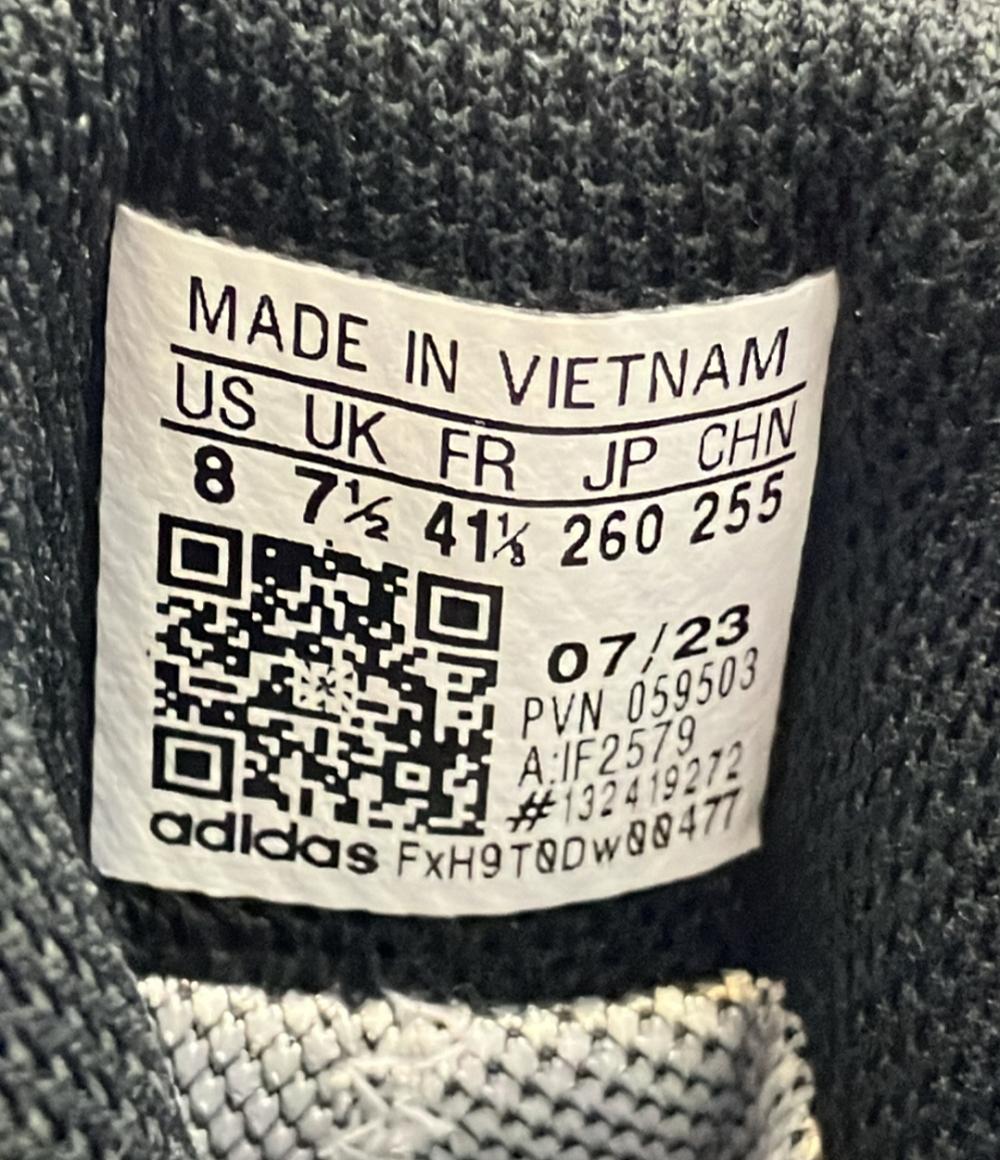 MADE IN VIETNAM
US UK FR JP CHN
8 7½ 41⅓ 260 255
07/23
PVN 059503
A:IF2579
#132419272
adidas FxH9T0Dw00477